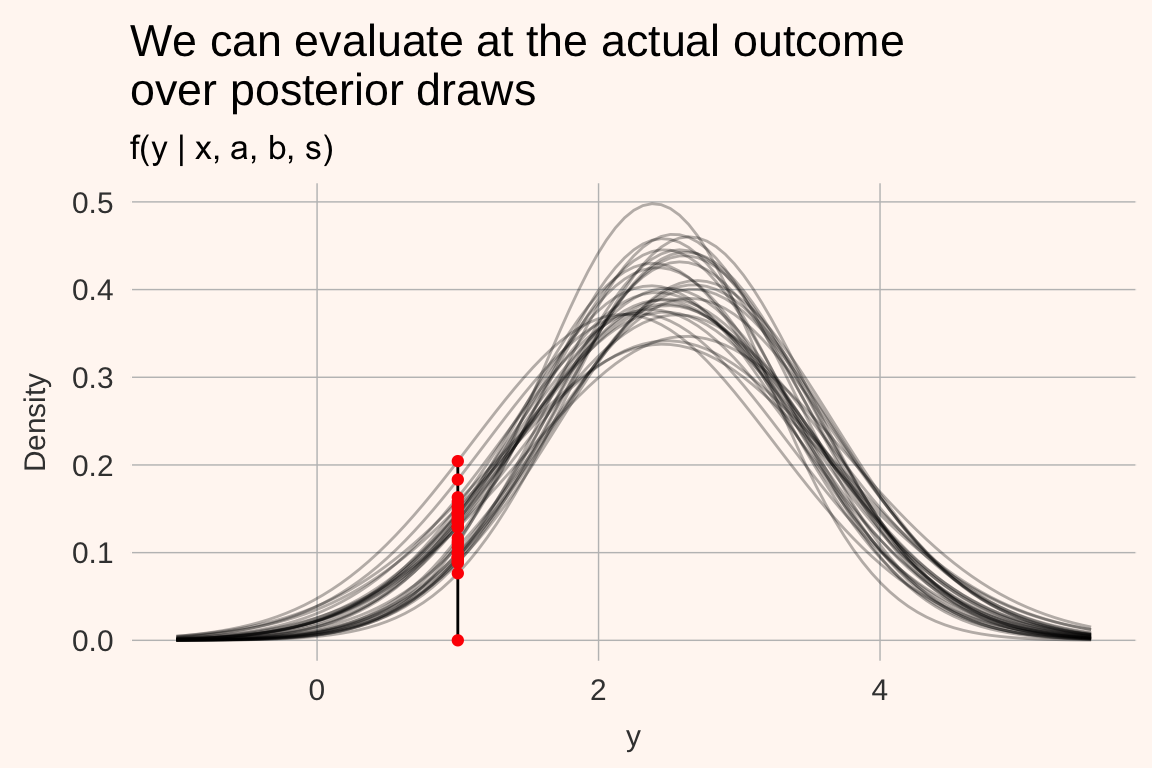 We can evaluate at the actual outcome
over posterior draws
f(y | x, a, b, s)
Density
0.5
0.4
0.3
0.2
0.1
0.0
0 2 4
y